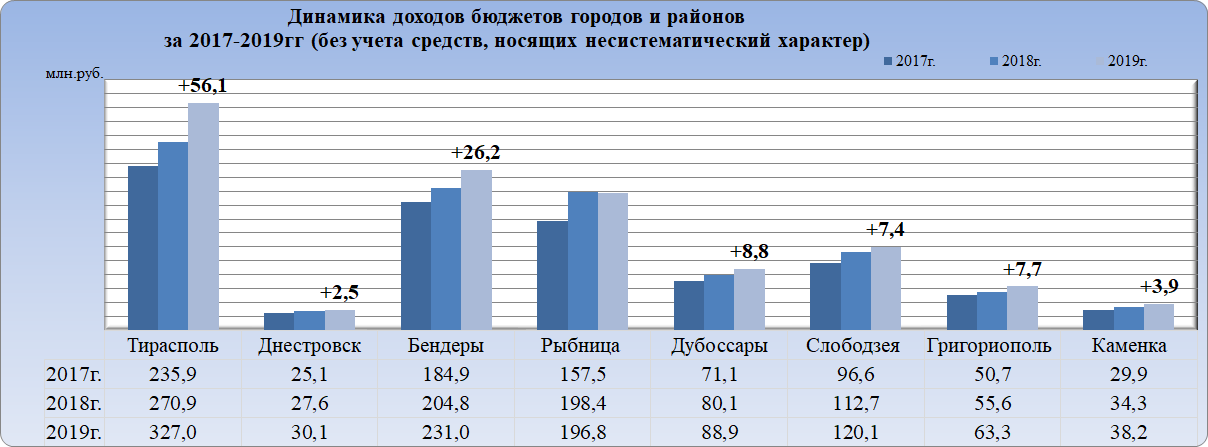 Динамика доходов бюджетов городов и районов
за 2017-2019гг (без учета средств, носящих несистематический характер)
2017г. 2018г. 2019г.
млн.руб.
+56,1
+2,5
+26,2
+8,8
+7,4
+7,7
+3,9
Тирасполь Днестровск Бендеры Рыбница Дубоссары Слободзея Григориополь Каменка
2017г. 235,9 25,1 184,9 157,5 71,1 96,6 50,7 29,9
2018г. 270,9 27,6 204,8 198,4 80,1 112,7 55,6 34,3
2019г. 327,0 30,1 231,0 196,8 88,9 120,1 63,3 38,2